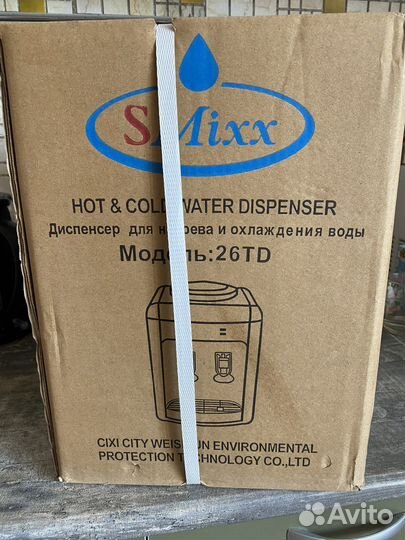 SMixx
HOT & COLD WATER DISPENSER
Диспенсер для нагрева и охлаждения воды
Модель:26TD
CIXI CITY WEISHUN ENVIRONMENTAL
PROTECTION TECHNOLOGY CO.,LTD
Avito